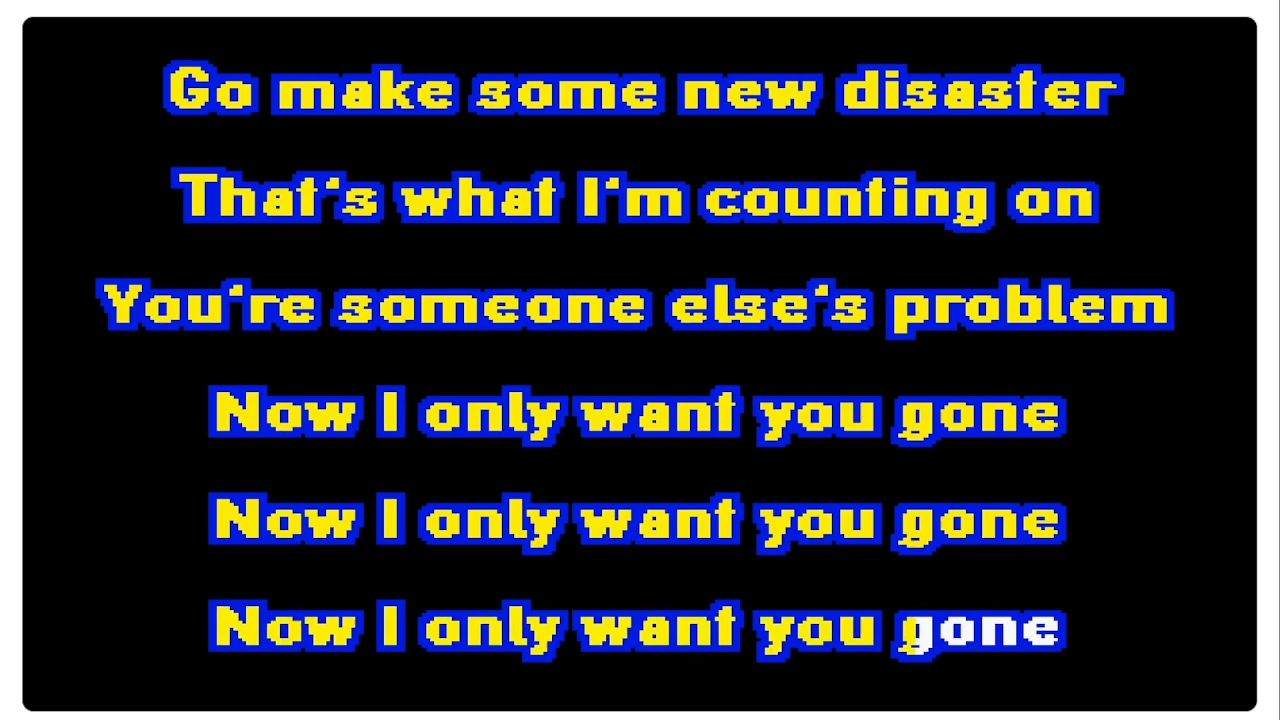 Go make some new disaster
That's what I'm counting on
You're someone else's problem
Now I only want you gone
Now I only want you gone
Now I only want you gone